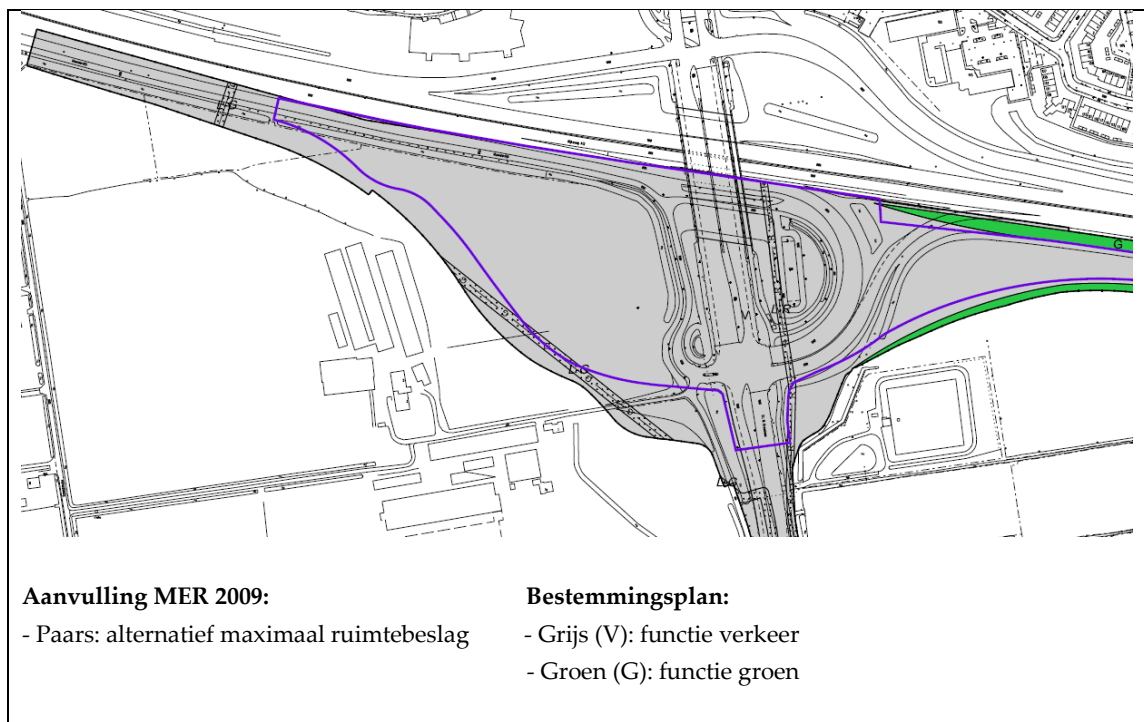 G
Aanvulling MER 2009:
- Paars: alternatief maximaal ruimtebeslag
Bestemmingsplan:
- Grijs (V): functie verkeer
- Groen (G): functie groen